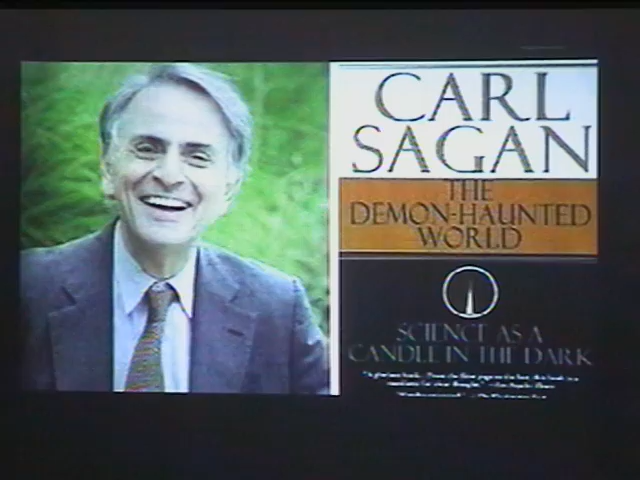 CARL
SAGAN
THE
DEMON-HAUNTED
WORLD
SCIENCE AS A
CANDLE IN THE DARK